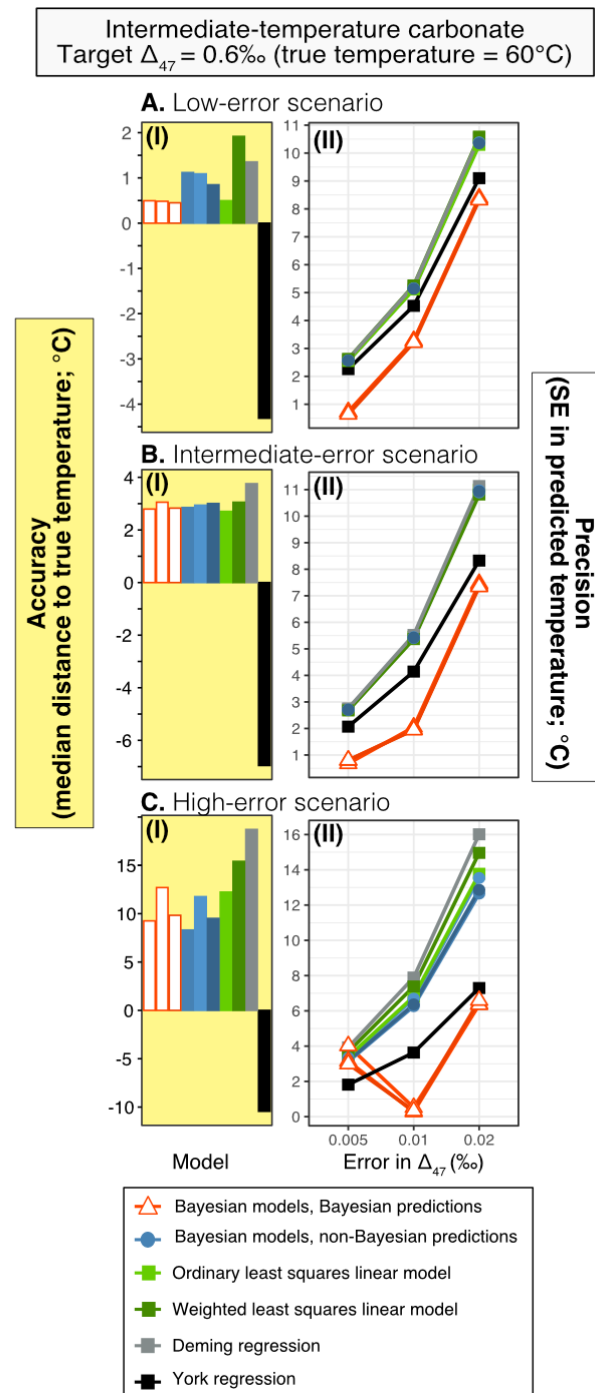 Intermediate-temperature carbonate
Target Δ47 = 0.6‰ (true temperature = 60°C)
A. Low-error scenario
(I)
(II)
2
1
0
-1
-2
-3
-4
11
10
9
8
7
6
5
4
3
2
1
B. Intermediate-error scenario
(I)
(II)
4
2
0
-2
-4
-6
11
10
9
8
7
6
5
4
3
2
1
C. High-error scenario
(I)
(II)
15
10
5
0
-5
-10
16
14
12
10
8
6
4
2
0
0.005 0.01 0.02
Model
Error in Δ47 (‰)
Accuracy
(median distance to true temperature; °C)
Precision
(SE in predicted temperature; °C)
Bayesian models, Bayesian predictions
Bayesian models, non-Bayesian predictions
Ordinary least squares linear model
Weighted least squares linear model
Deming regression
York regression